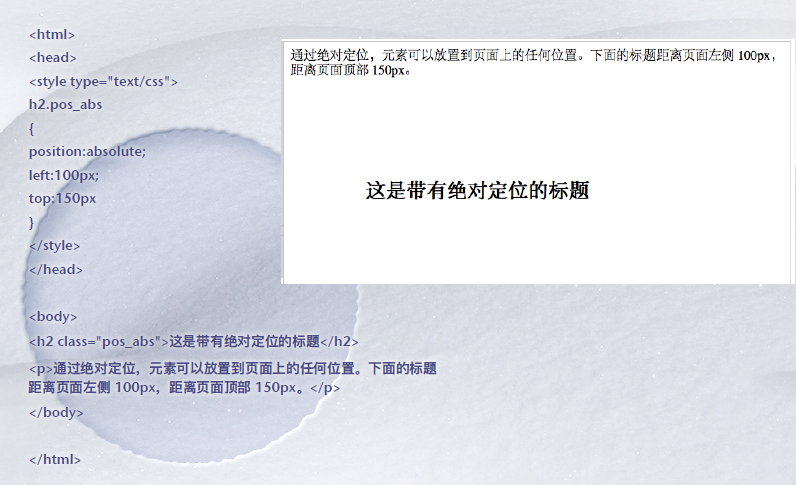 <html>
<head>
<style type="text/css">
h2.pos_abs
{
position:absolute;
left:100px;
top:150px
}
</style>
</head>
<body>
<h2 class="pos_abs">这是带有绝对定位的标题</h2>
<p>通过绝对定位，元素可以放置到页面上的任何位置。下面的标题
距离页面左侧 100px，距离页面顶部 150px。</p>
</body>
</html>
通过绝对定位，元素可以放置到页面上的任何位置。下面的标题距离页面左侧 100px，
距离页面顶部 150px。
这是带有绝对定位的标题